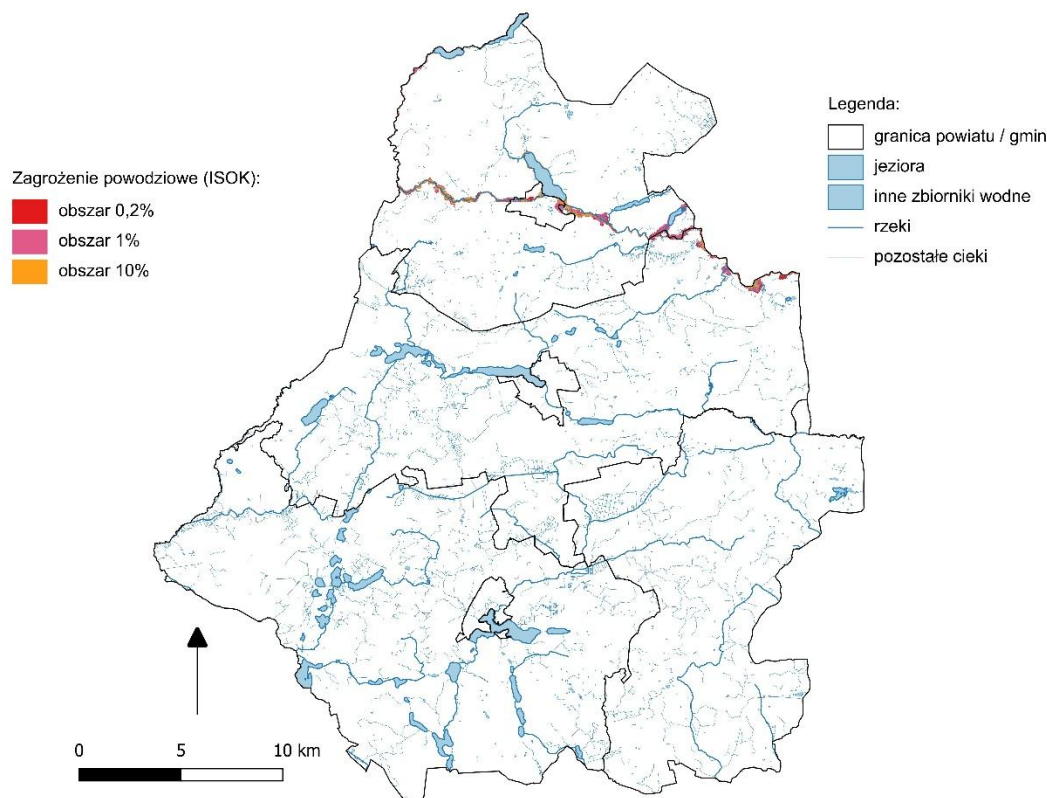 Zagrożenie powodziowe (ISOK):
obszar 0,2%
obszar 1%
obszar 10%
Legenda:
granica powiatu / gmin
jeziora
inne zbiorniki wodne
rzeki
pozostałe cieki
0 5 10 km